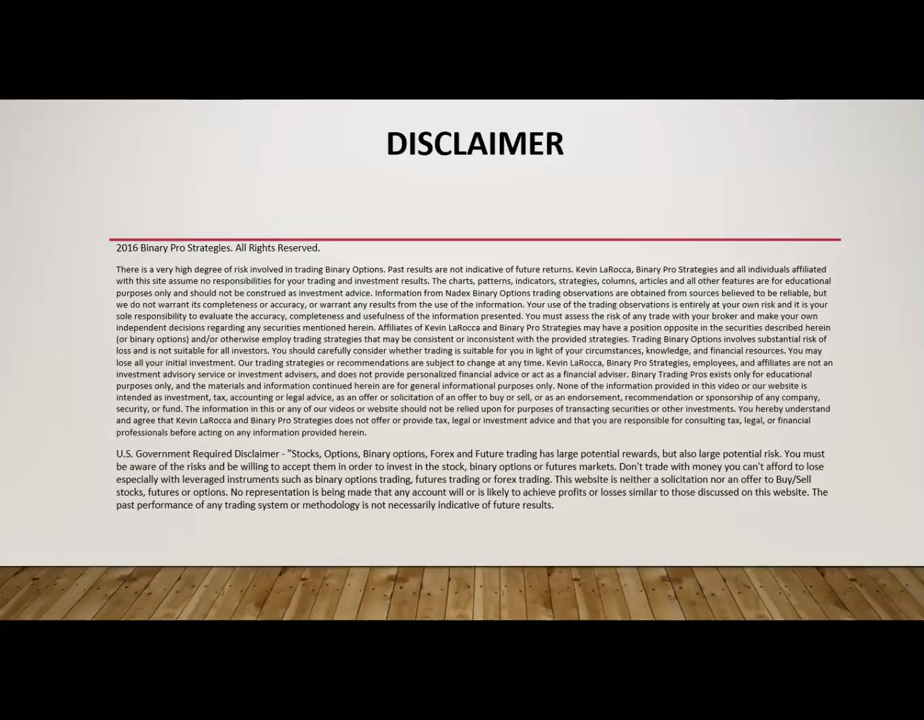 DISCLAIMER
2016 Binary Pro Strategies. All Rights Reserved.
There is a very high degree of risk involved in trading Binary Options. Past results are not indicative of future returns. Kevin LaRocca, Binary Pro Strategies and all individuals affiliated
with this site assume no responsibilities for your trading and investment results. The charts, patterns, indicators, strategies, columns, articles and all other features are for educational
purposes only and should not be construed as investment advice. Information from Nadex Binary Options trading observations are obtained from sources believed to be reliable, but
we do not warrant its completeness or accuracy, or warrant any results from the use of the information. Your use of the trading observations is entirely at your own risk and it is your
sole responsibility to evaluate the accuracy, completeness and usefulness of the information presented. You must assess the risk of any trade with your broker and make your own
independent decisions regarding any securities mentioned herein. Affiliates of Kevin LaRocca and Binary Pro Strategies may have a position opposite in the securities described herein
(or binary options) and/or otherwise employ trading strategies that may be consistent or inconsistent with the provided strategies. Trading Binary Options involves substantial risk of
loss and is not suitable for all investors. You should carefully consider whether trading is suitable for you in light of your circumstances, knowledge, and financial resources. You may
lose all your initial investment. Our trading strategies or recommendations are subject to change at any time. Kevin LaRocca, Binary Pro Strategies, employees, and affiliates are not an
investment advisory service or investment advisers, and does not provide personalized financial advice or act as a financial adviser. Binary Trading Pros exists only for educational
purposes only, and the materials and information continued herein are for general informational purposes only. None of the information provided in this video or our website is
intended as investment, tax, accounting or legal advice, as an offer or solicitation of an offer to buy or sell, or as an endorsement, recommendation or sponsorship of any company,
security, or fund. The information in this or any of our videos or website should not be relied upon for purposes of transacting securities or other investments. You hereby understand
and agree that Kevin LaRocca and Binary Pro Strategies does not offer or provide tax, legal or investment advice and that you are responsible for consulting tax, legal, or financial
professionals before acting on any information provided herein.
U.S. Government Required Disclaimer - "Stocks, Options, Binary options, Forex and Future trading has large potential rewards, but also large potential risk. You must
be aware of the risks and be willing to accept them in order to invest in the stock, binary options or futures markets. Don't trade with money you can't afford to lose
especially with leveraged instruments such as binary options trading, futures trading or forex trading. This website is neither a solicitation nor an offer to Buy/Sell
stocks, futures or options. No representation is being made that any account will or is likely to achieve profits or losses similar to those discussed on this website. The
past performance of any trading system or methodology is not necessarily indicative of future results.